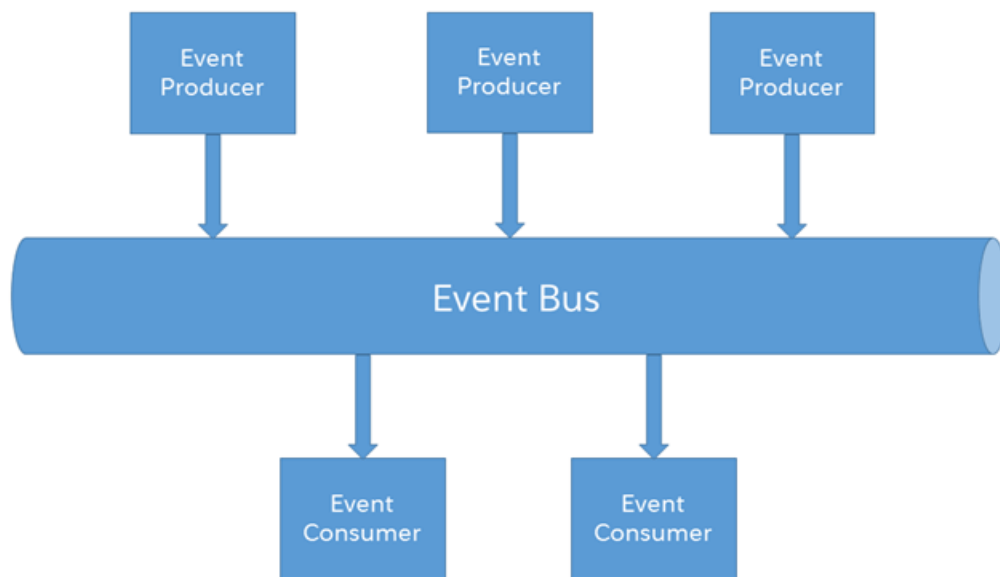 Event
Producer
Event
Producer
Event
Producer
Event Bus
Event
Consumer
Event
Consumer